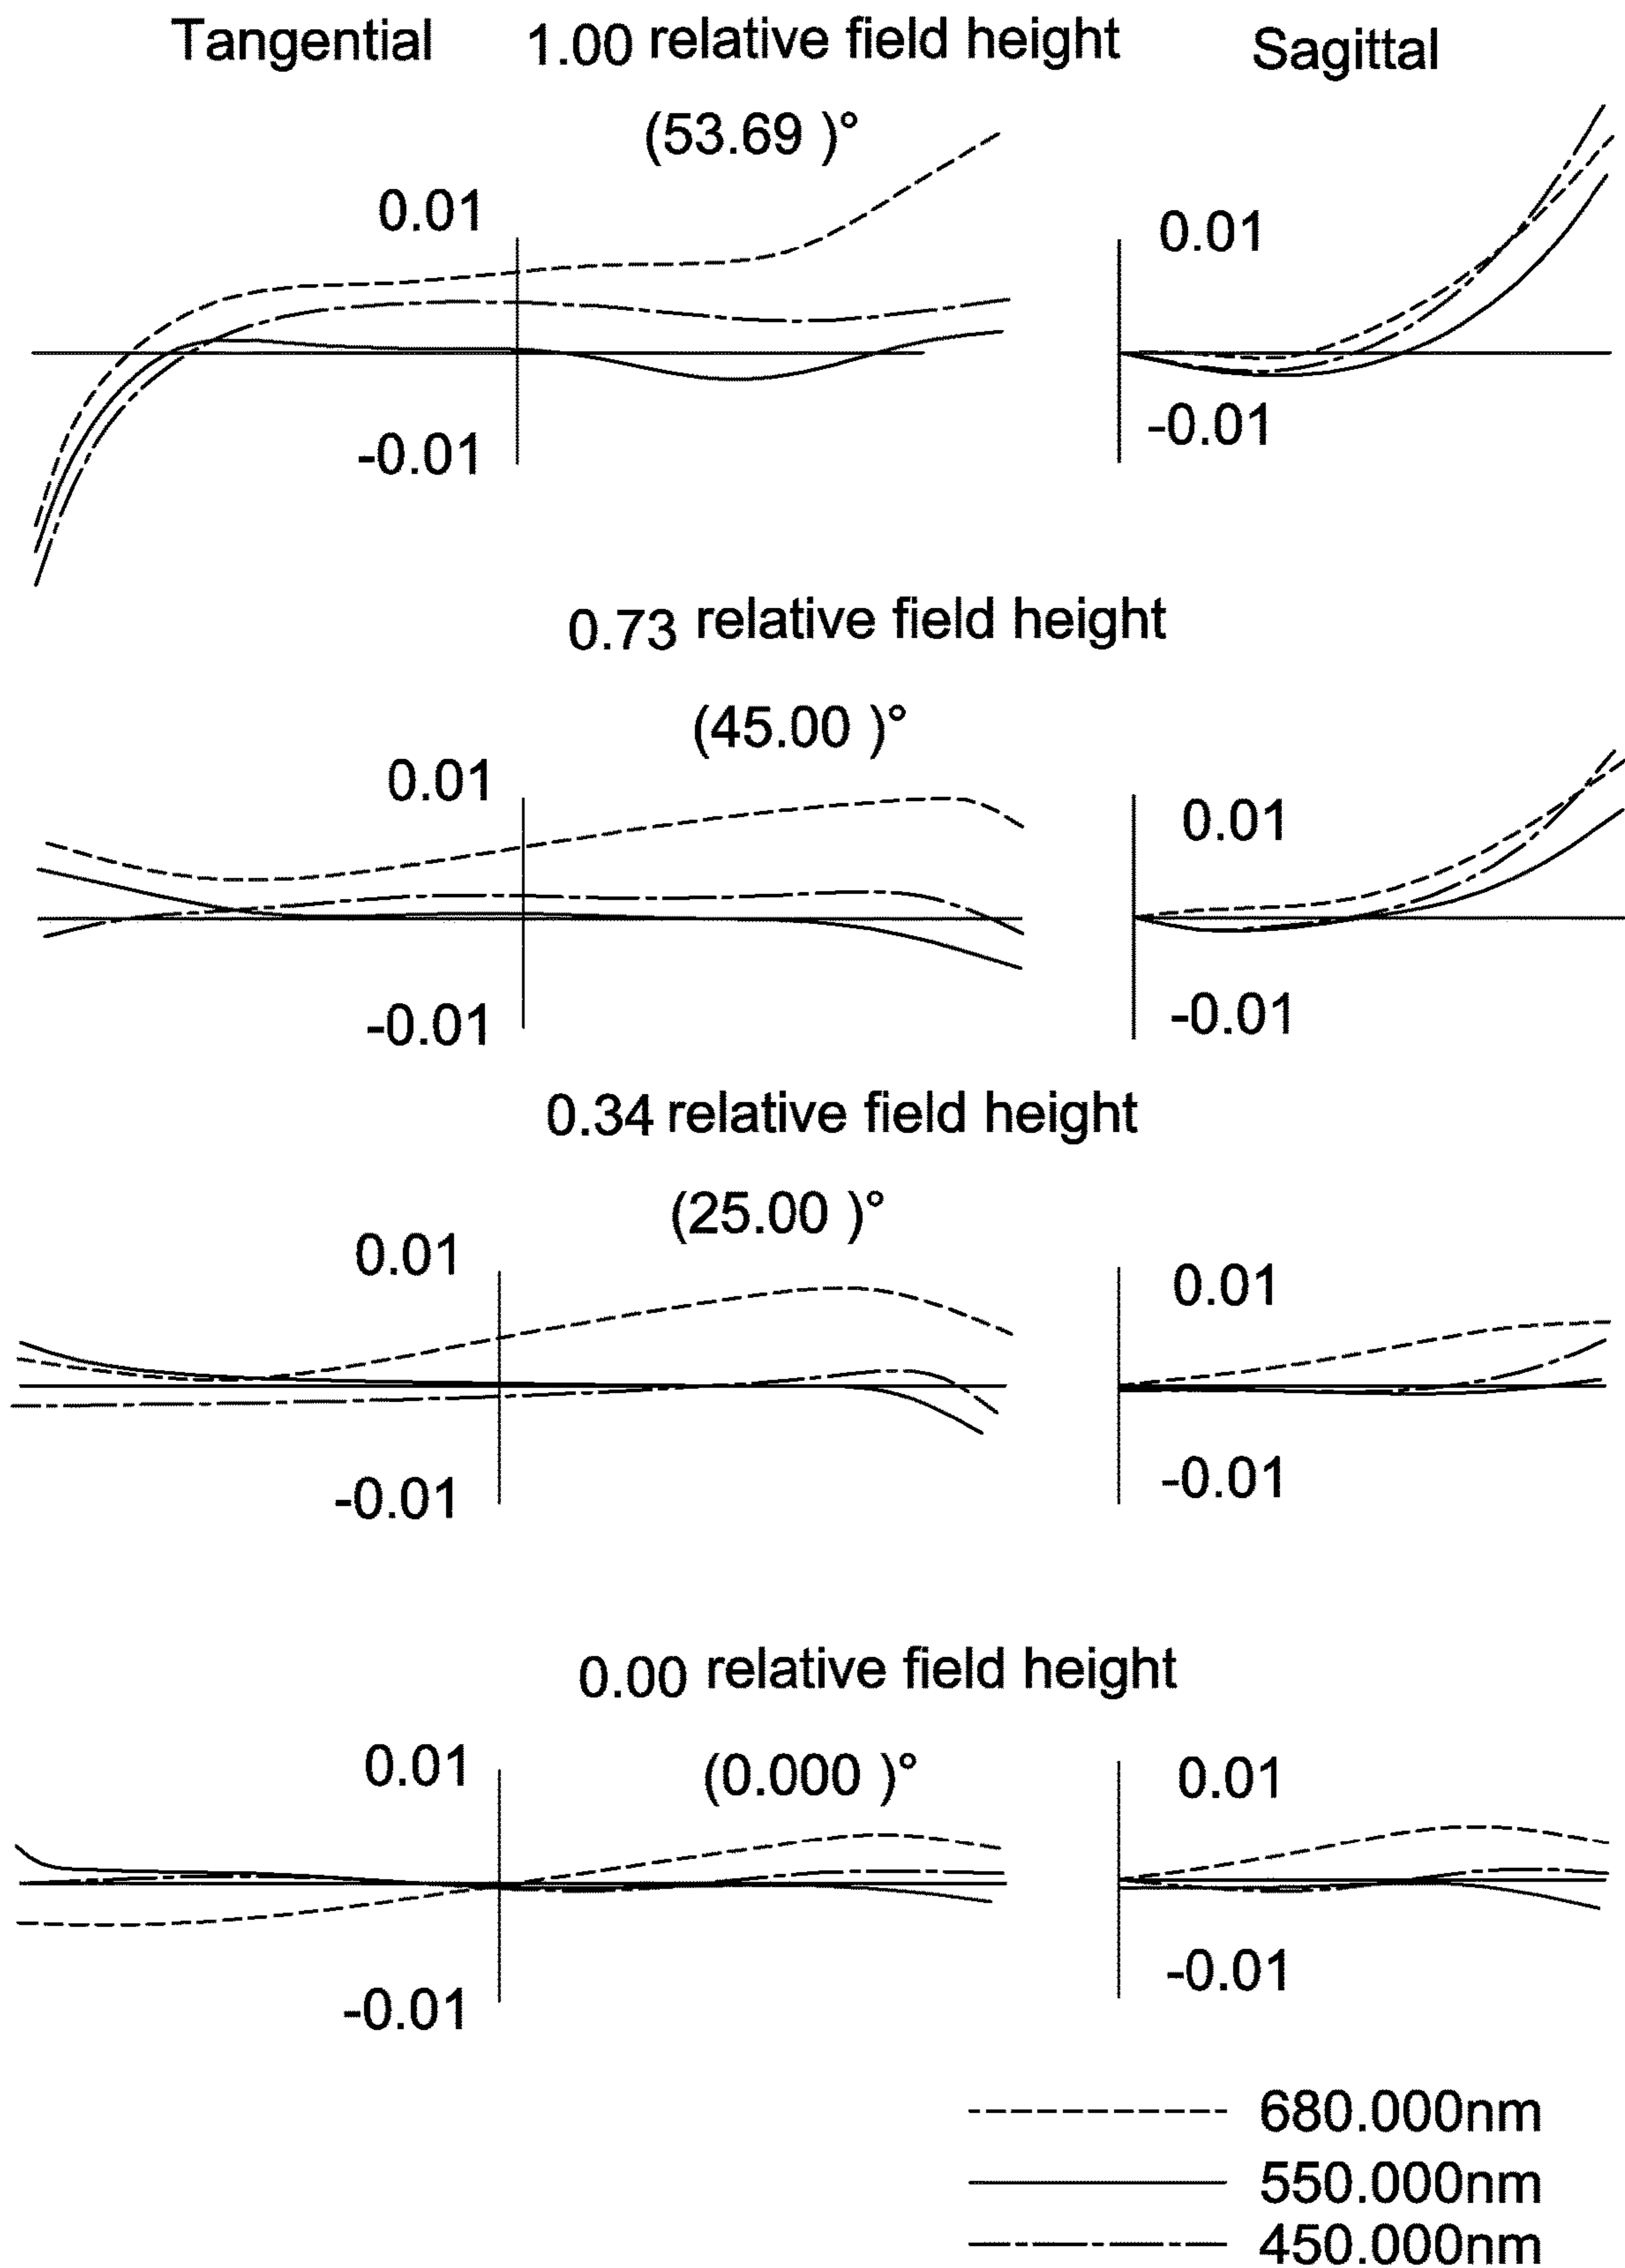 Tangential 1.00 relative field height Sagittal
(53.69 )°
0.01 0.01
-0.01 -0.01
0.73 relative field height
(45.00 )°
0.01 0.01
-0.01 -0.01
0.34 relative field height
(25.00 )°
0.01 0.01
-0.01 -0.01
0.00 relative field height
0.01 (0.000 )° 0.01
-0.01 -0.01
680.000nm
550.000nm
450.000nm